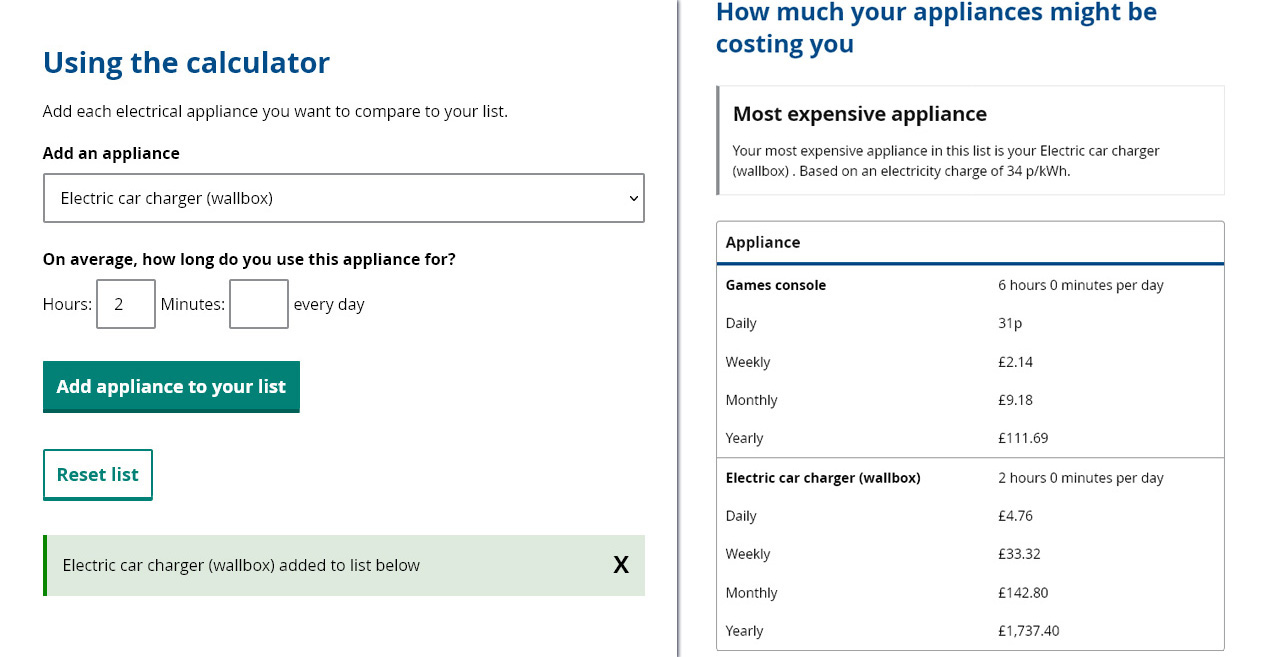 Using the calculator
Add each electrical appliance you want to compare to your list.
Add an appliance
Electric car charger (wallbox)
On average, how long do you use this appliance for?
Hours: 2 Minutes: every day
Add appliance to your list
Reset list
Electric car charger (wallbox) added to list below X
How much your appliances might be
costing you
Most expensive appliance
Your most expensive appliance in this list is your Electric car charger
(wallbox) . Based on an electricity charge of 34 p/kWh.
Appliance
Games console 6 hours 0 minutes per day
Daily 31p
Weekly £2.14
Monthly £9.18
Yearly £111.69
Electric car charger (wallbox) 2 hours 0 minutes per day
Daily £4.76
Weekly £33.32
Monthly £142.80
Yearly £1,737.40